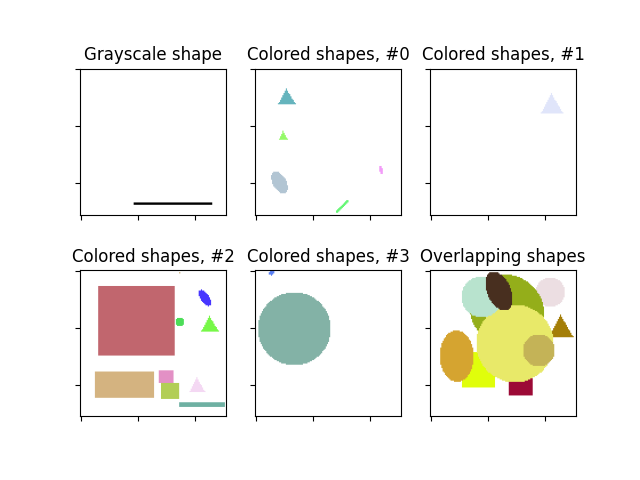 Grayscale shape
Colored shapes, #0
Colored shapes, #1
Colored shapes, #2
Colored shapes, #3
Overlapping shapes